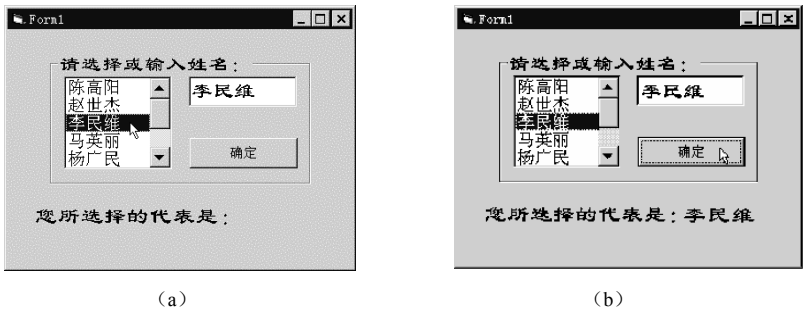 Form1
请选择或输入姓名：
陈高阳
赵世杰
李民维
马英丽
杨广民
李民维
确定
您所选择的代表是：
（a）
Form1
请选择或输入姓名：
陈高阳
赵世杰
李民维
马英丽
杨广民
李民维
确定
您所选择的代表是：李民维
（b）